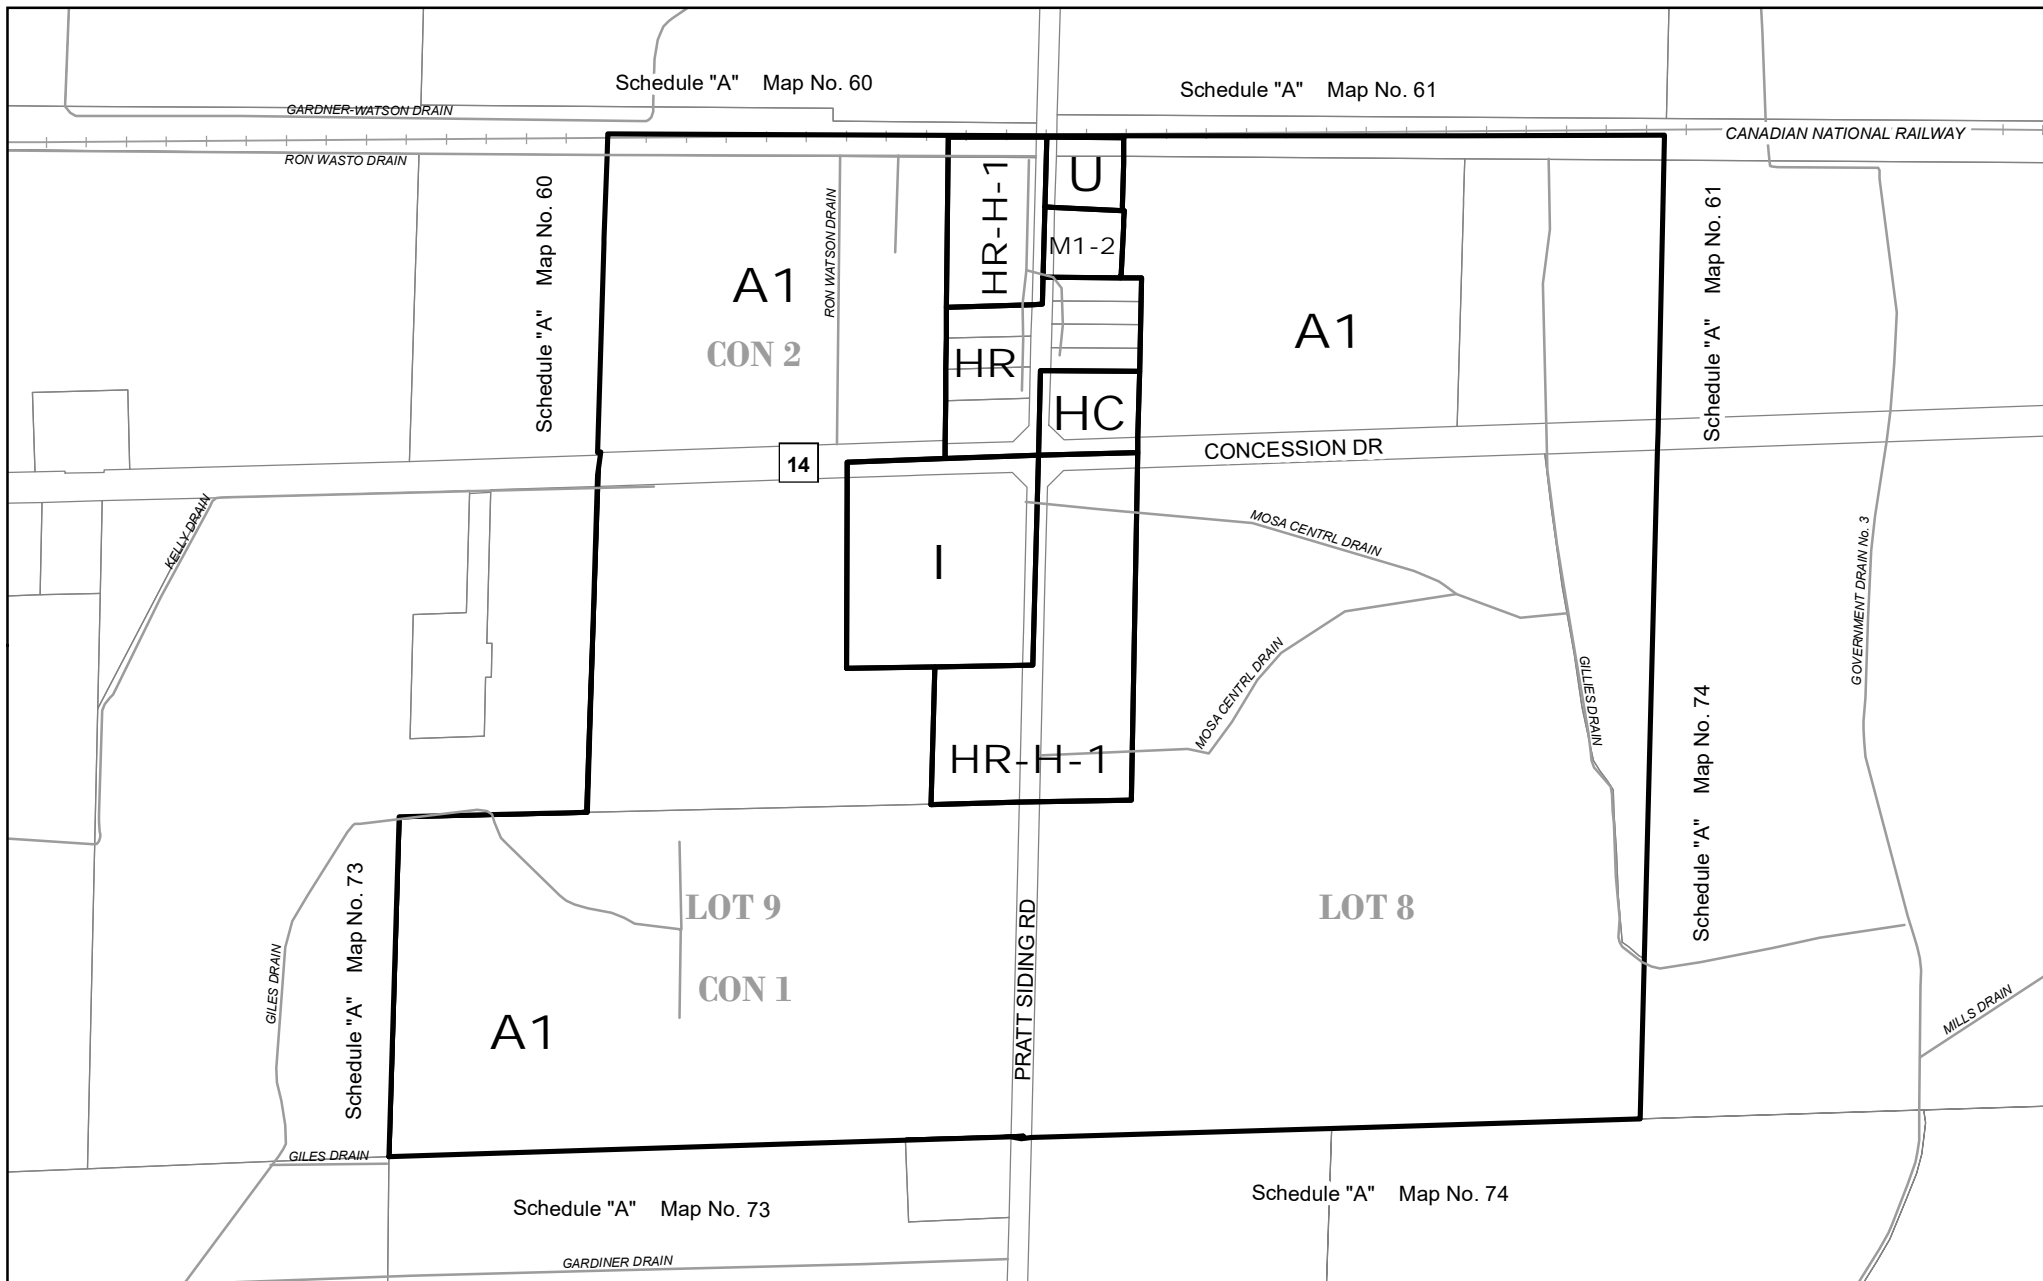 Schedule "A" Map No. 60
Schedule "A" Map No. 61
GARDNER-WATSON DRAIN
CANADIAN NATIONAL RAILWAY
RON WASTO DRAIN
Schedule "A" Map No. 60
A1
CON 2
RON WATSON DRAIN
HR-H-1
U
M1-2
HR
HC
A1
Schedule "A" Map No. 61
14
CONCESSION DR
KELLY DRAIN
I
MOSA CENTRL DRAIN
MOSA CENTRL DRAIN
GILLIES DRAIN
GOVERNMENT DRAIN No. 3
HR-H-1
Schedule "A" Map No. 74
Schedule "A" Map No. 73
LOT 9
LOT 8
CON 1
A1
PRATT SIDING RD
GILES DRAIN
MILLS DRAIN
GILES DRAIN
Schedule "A" Map No. 73
Schedule "A" Map No. 74
GARDINER DRAIN